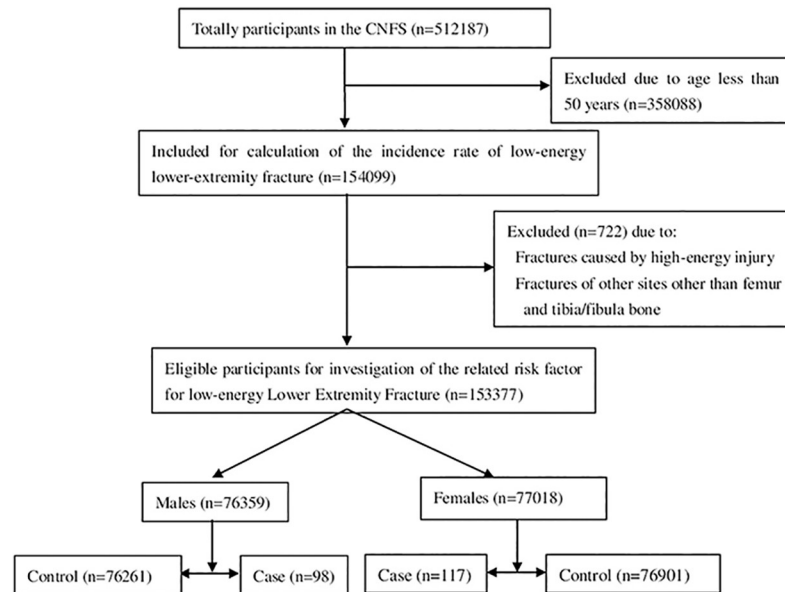 Totally participants in the CNFS (n=512187)
Excluded due to age less than
50 years (n=358088)
Included for calculation of the incidence rate of low-energy
lower-extremity fracture (n=154099)
Excluded (n=722) due to:
Fractures caused by high-energy injury
Fractures of other sites other than femur
and tibia/fibula bone
Eligible participants for investigation of the related risk factor
for low-energy Lower Extremity Fracture (n=153377)
Males (n=76359)
Females (n=77018)
Control (n=76261)
Case (n=98)
Case (n=117)
Control (n=76901)